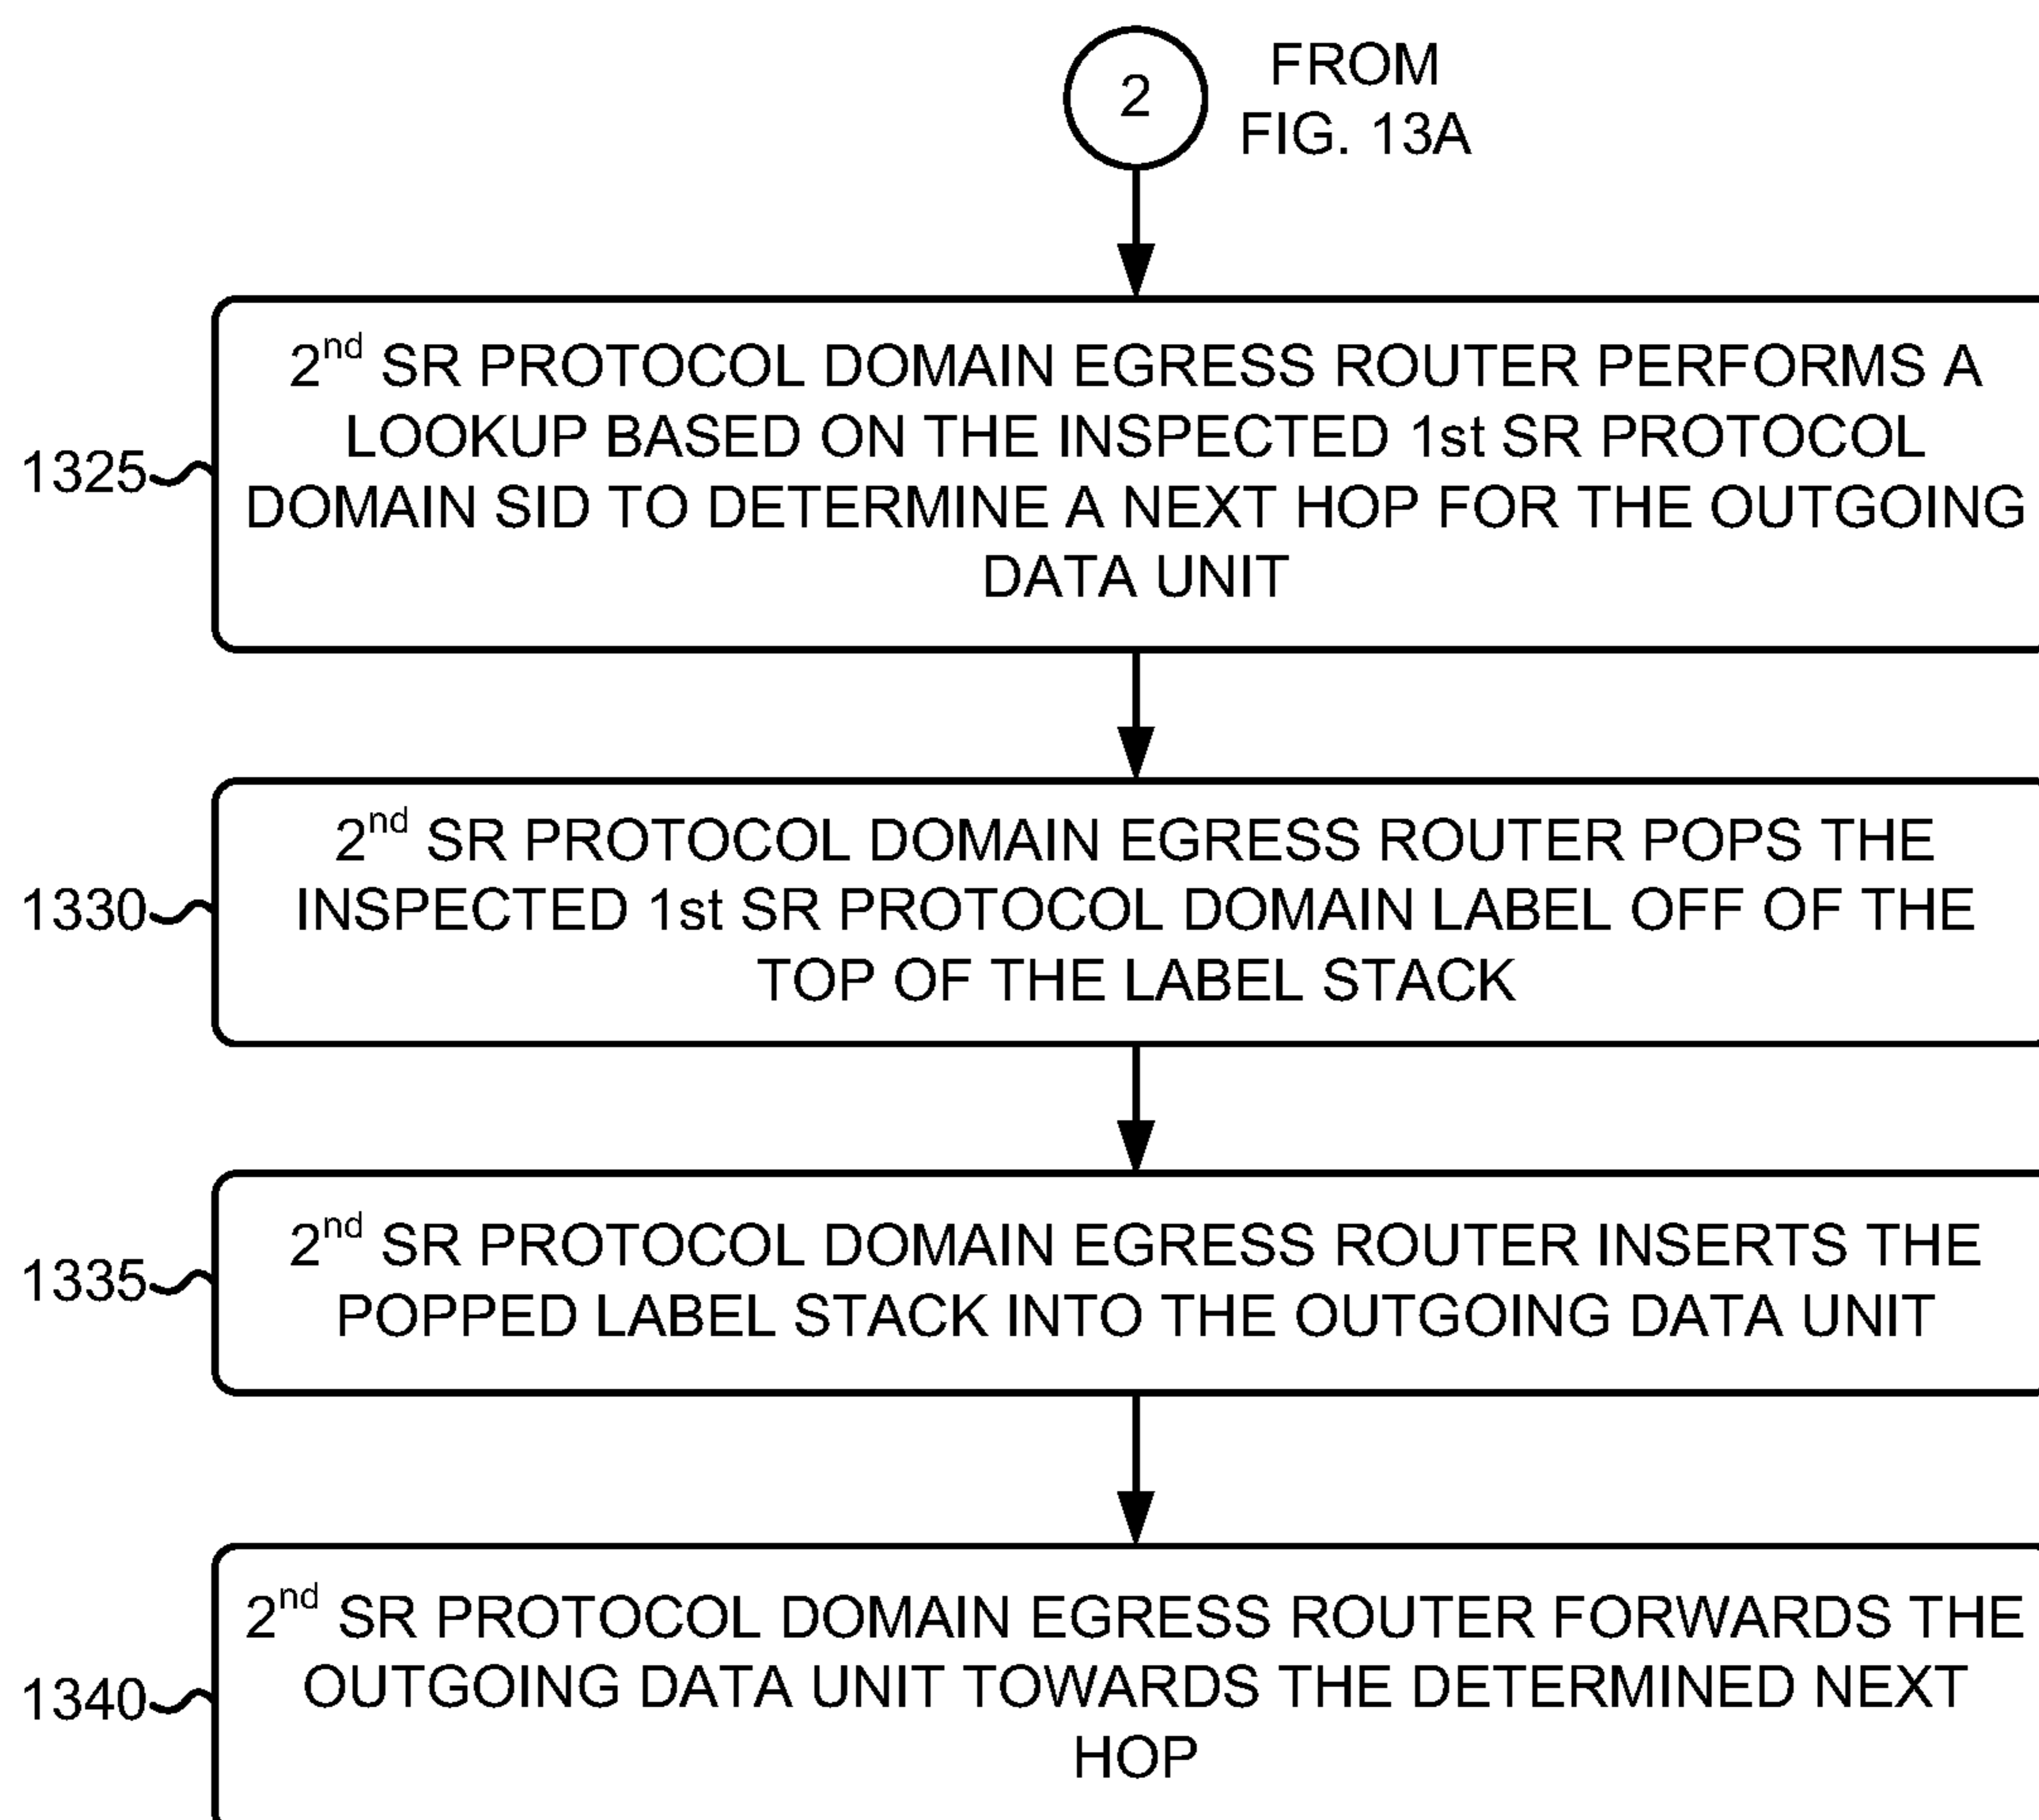 2
FROM
FIG. 13A
2nd SR PROTOCOL DOMAIN EGRESS ROUTER PERFORMS A
LOOKUP BASED ON THE INSPECTED 1st SR PROTOCOL
DOMAIN SID TO DETERMINE A NEXT HOP FOR THE OUTGOING
DATA UNIT
1325
2nd SR PROTOCOL DOMAIN EGRESS ROUTER POPS THE
INSPECTED 1st SR PROTOCOL DOMAIN LABEL OFF OF THE
TOP OF THE LABEL STACK
1330
2nd SR PROTOCOL DOMAIN EGRESS ROUTER INSERTS THE
POPPED LABEL STACK INTO THE OUTGOING DATA UNIT
1335
2nd SR PROTOCOL DOMAIN EGRESS ROUTER FORWARDS THE
OUTGOING DATA UNIT TOWARDS THE DETERMINED NEXT
HOP
1340